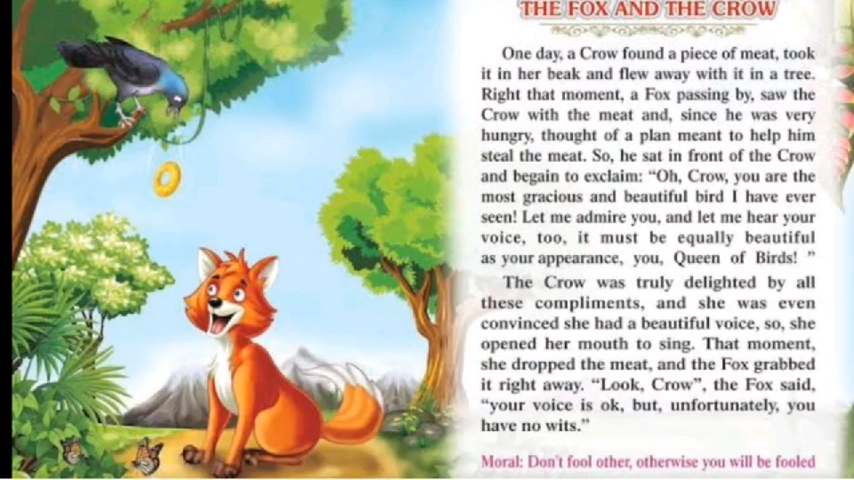 THE FOX AND THE CROW
One day, a Crow found a piece of meat, took
it in her beak and flew away with it in a tree.
Right that moment, a Fox passing by, saw the
Crow with the meat and, since he was very
hungry, thought of a plan meant to help him
steal the meat. So, he sat in front of the Crow
and begain to exclaim: “Oh, Crow, you are the
most gracious and beautiful bird I have ever
seen! Let me admire you, and let me hear your
voice, too, it must be equally beautiful
as your appearance, you, Queen of Birds! ”
The Crow was truly delighted by all
these compliments, and she was even
convinced she had a beautiful voice, so, she
opened her mouth to sing. That moment,
she dropped the meat, and the Fox grabbed
it right away. “Look, Crow”, the Fox said,
“your voice is ok, but, unfortunately, you
have no wits.”
Moral: Don't fool other, otherwise you will be fooled